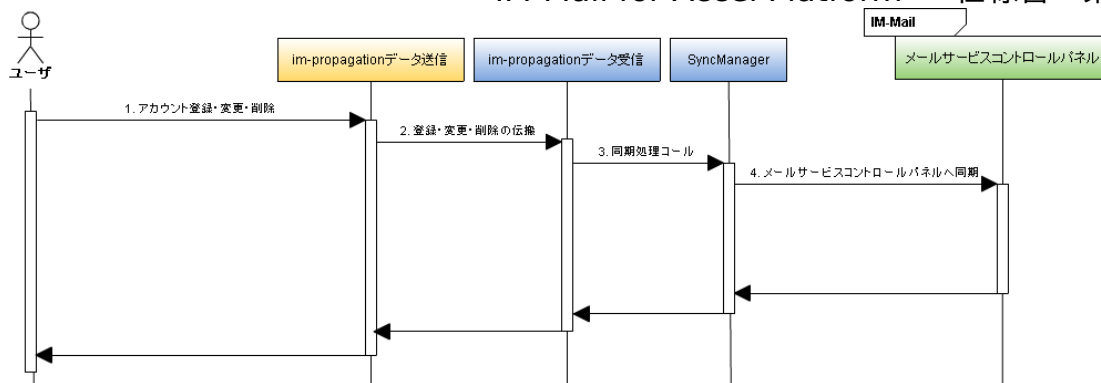 IM-Mail
ユーザ
im-propagationデータ送信
im-propagationデータ受信
SyncManager
メールサービスコントロールパネル
1.アカウント登録・変更・削除
2.登録・変更・削除の伝搬
3.同期処理コール
4.メールサービスコントロールパネルへ同期